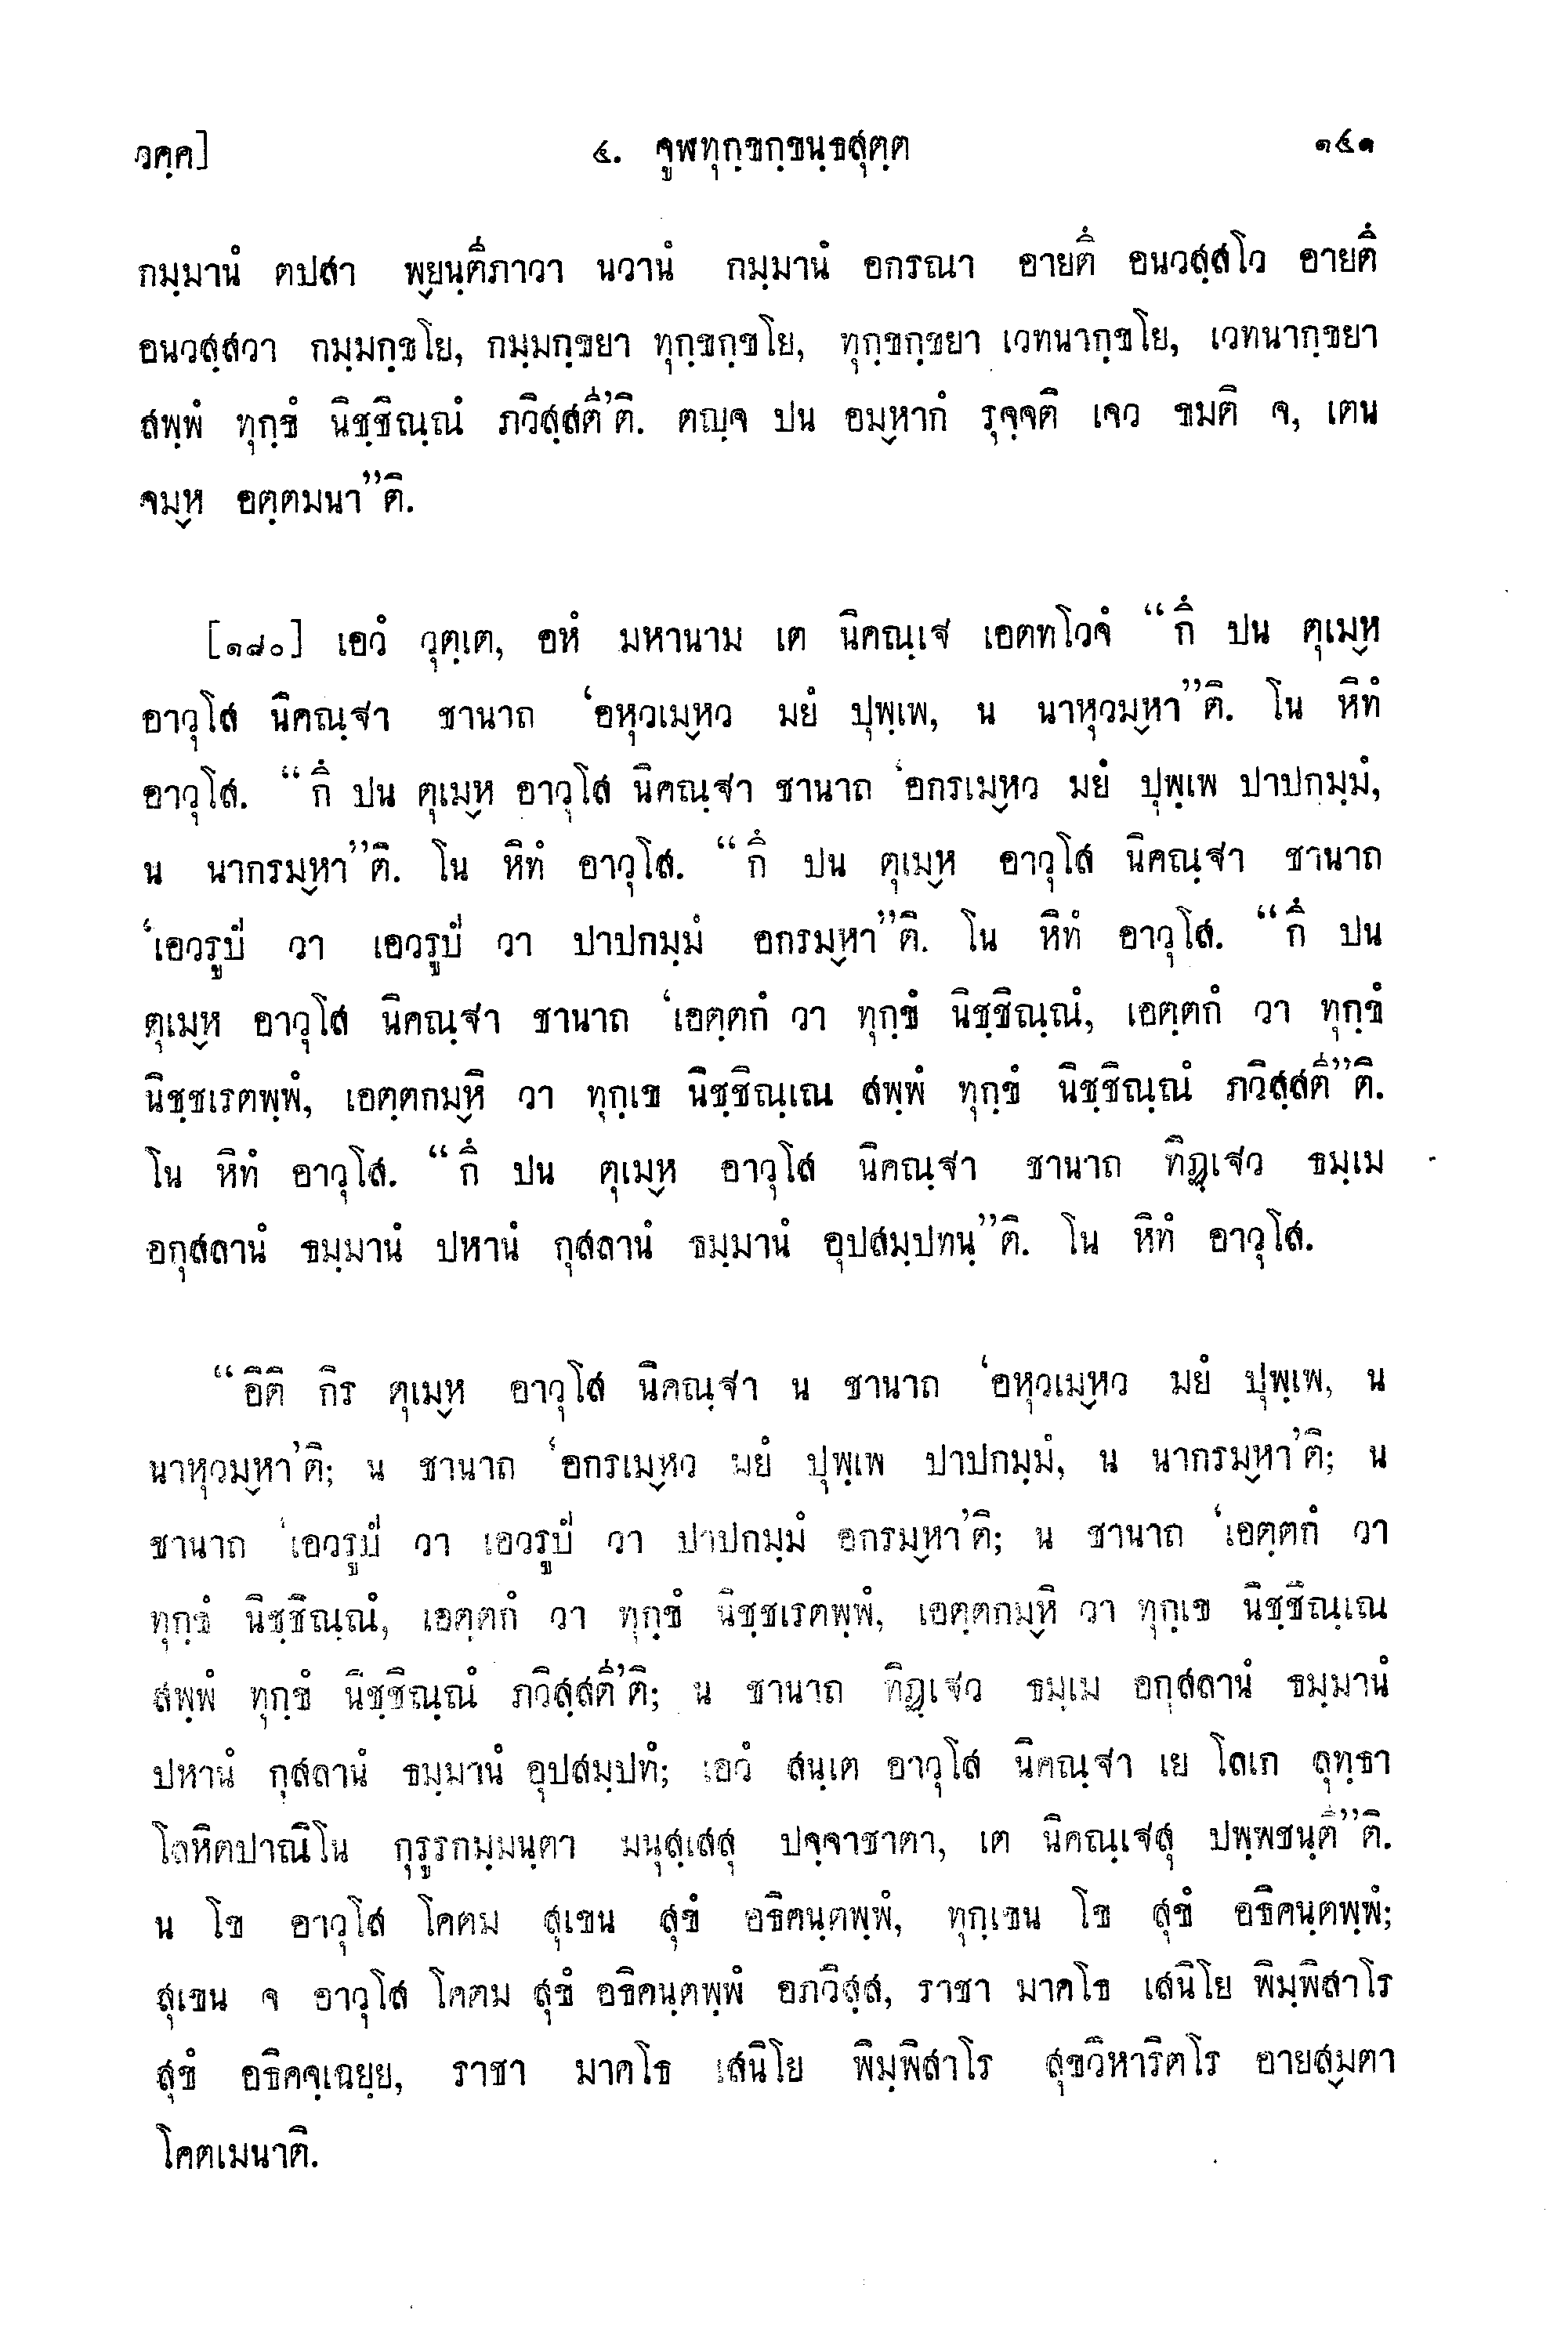 วคฺค]
๔. จูฬทุกฺขกฺขนฺธสุตฺต
๑๔๑
กมฺมานํ ตปสา พฺยนฺตีภาวา นวานํ กมฺมานํ อกรณา อายตึ อนวสฺสโว อายตึ
อนวสฺสวา กมฺมกฺขโย, กมฺมกฺขยา ทุกฺขกฺขโย, ทุกฺขกฺขยา เวทนากฺขโย, เวทนากฺขยา
สพฺพํ ทุกฺขํ นิชฺชิณฺณํ ภวิสฺสตี’ติ. ตญฺจ ปน อมฺหากํ รุจฺจติ เจว ขมติ จ, เตน
จมฺห อตฺตมนา”ติ.
[๑๘๐] เอวํ วุตฺเต, อหํ มหานาม เต นิคณฺเฐ เอตทโวจํ “กึ ปน ตุเมฺห
อาวุโส นิคณฺฐา ชานาถ ‘อหุวเมฺหว มยํ ปุพฺเพ, น นาหุวมฺหา”ติ. โน หิทํ
อาวุโส. “กึ ปน ตุเมฺห อาวุโส นิคณฺฐา ชานาถ ‘อกรเมฺหว มยํ ปุพฺเพ ปาปกมฺมํ,
น นากรมฺหา”ติ. โน หิทํ อาวุโส. “กึ ปน ตุเมฺห อาวุโส นิคณฺฐา ชานาถ
‘เอวรูปํ วา เอวรูปํ วา ปาปกมฺมํ อกรมฺหา”ติ. โน หิทํ อาวุโส. “กึ ปน
ตุเมฺห อาวุโส นิคณฺฐา ชานาถ ‘เอตฺตกํ วา ทุกฺขํ นิชฺชิณฺณํ, เอตฺตกํ วา ทุกฺขํ
นิชฺชเรตพฺพํ, เอตฺตกมฺหิ วา ทุกฺเข นิชฺชิณฺเณ สพฺพํ ทุกฺขํ นิชฺชิณฺณํ ภวิสฺสตี”ติ.
โน หิทํ อาวุโส. “กึ ปน ตุเมฺห อาวุโส นิคณฺฐา ชานาถ ทิฏฺเฐว ธมฺเม
อกุสลานํ ธมฺมานํ ปหานํ กุสลานํ ธมฺมานํ อุปสมฺปทนฺ”ติ. โน หิทํ อาวุโส.
“อิติ กิร ตุเมฺห อาวุโส นิคณฺฐา น ชานาถ ‘อหุวเมฺหว มยํ ปุพฺเพ, น
นาหุวมฺหา’ติ; น ชานาถ ‘อกรเมฺหว มยํ ปุพฺเพ ปาปกมฺมํ, น นากรมฺหา’ติ; น
ชานาถ ‘เอวรูปํ วา เอวรูปํ วา ปาปกมฺมํ อกรมฺหา’ติ; น ชานาถ ‘เอตฺตกํ วา
ทุกฺขํ นิชฺชิณฺณํ, เอตฺตกํ วา ทุกฺขํ นิชฺชเรตพฺพํ, เอตฺตกมฺหิ วา ทุกฺเข นิชฺชิณฺเณ
สพฺพํ ทุกฺขํ นิชฺชิณฺณํ ภวิสฺสตี’ติ; น ชานาถ ทิฏฺเฐว ธมฺเม อกุสลานํ ธมฺมานํ
ปหานํ กุสลานํ ธมฺมานํ อุปสมฺปทํ; เอวํ สนฺเต อาวุโส นิคณฺฐา เย โลเก ลุทฺธา
โลหิตปาณิโน กุรูรกมฺมนฺตา มนุสฺเสสุ ปจฺจาชาตา, เต นิคณฺเฐสุ ปพฺพชนฺตี”ติ.
น โข อาวุโส โคตม สุเขน สุขํ อธิคนฺตพฺพํ, ทุกฺเขน โข สุขํ อธิคนฺตพฺพํ;
สุเขน จ อาวุโส โคตม สุขํ อธิคนฺตพฺพํ อภวิสฺส, ราชา มาคโธ เสนิโย พิมฺพิสาโร
สุขํ อธิคจฺเฉยฺย, ราชา มาคโธ เสนิโย พิมฺพิสาโร สุขวิหาริตโร อายสฺมตา
โคตเมนาติ.